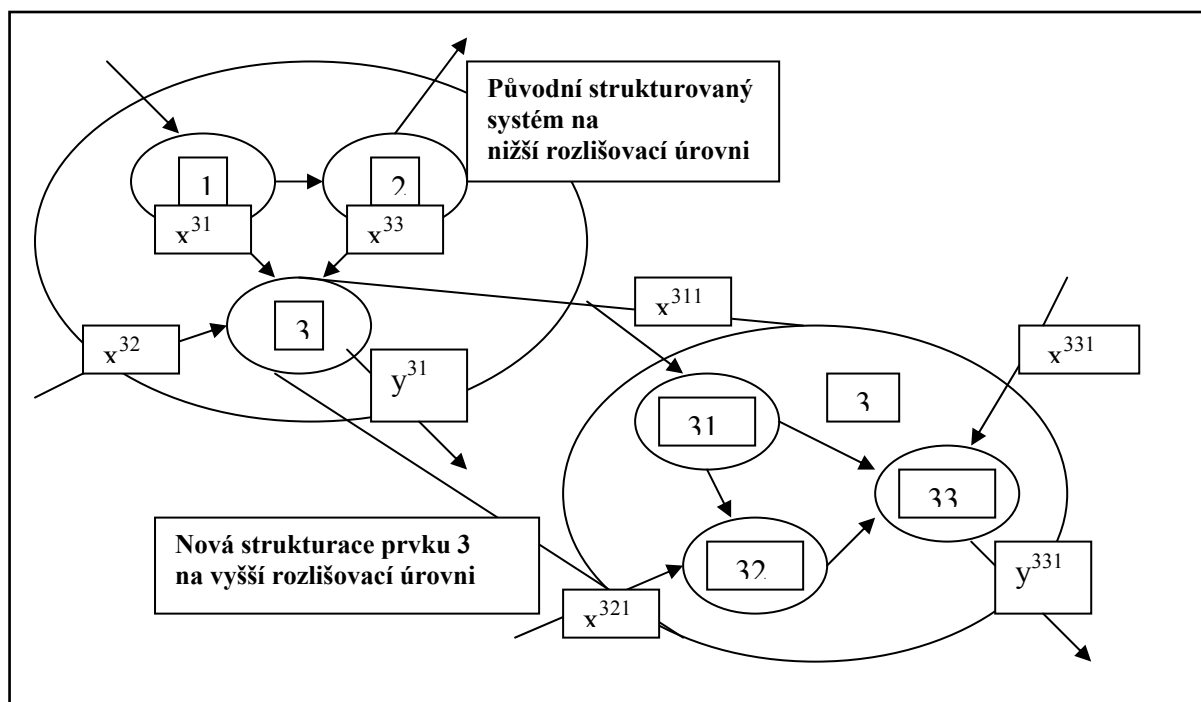 Původní strukturovaný
systém na
nižší rozlišovací úrovni
1
2
x³¹
x³³
3
x³²
y³¹
x³¹¹
x³³¹
3
31
33
32
Nová strukturace prvku 3
na vyšší rozlišovací úrovni
x³²¹
y³³¹